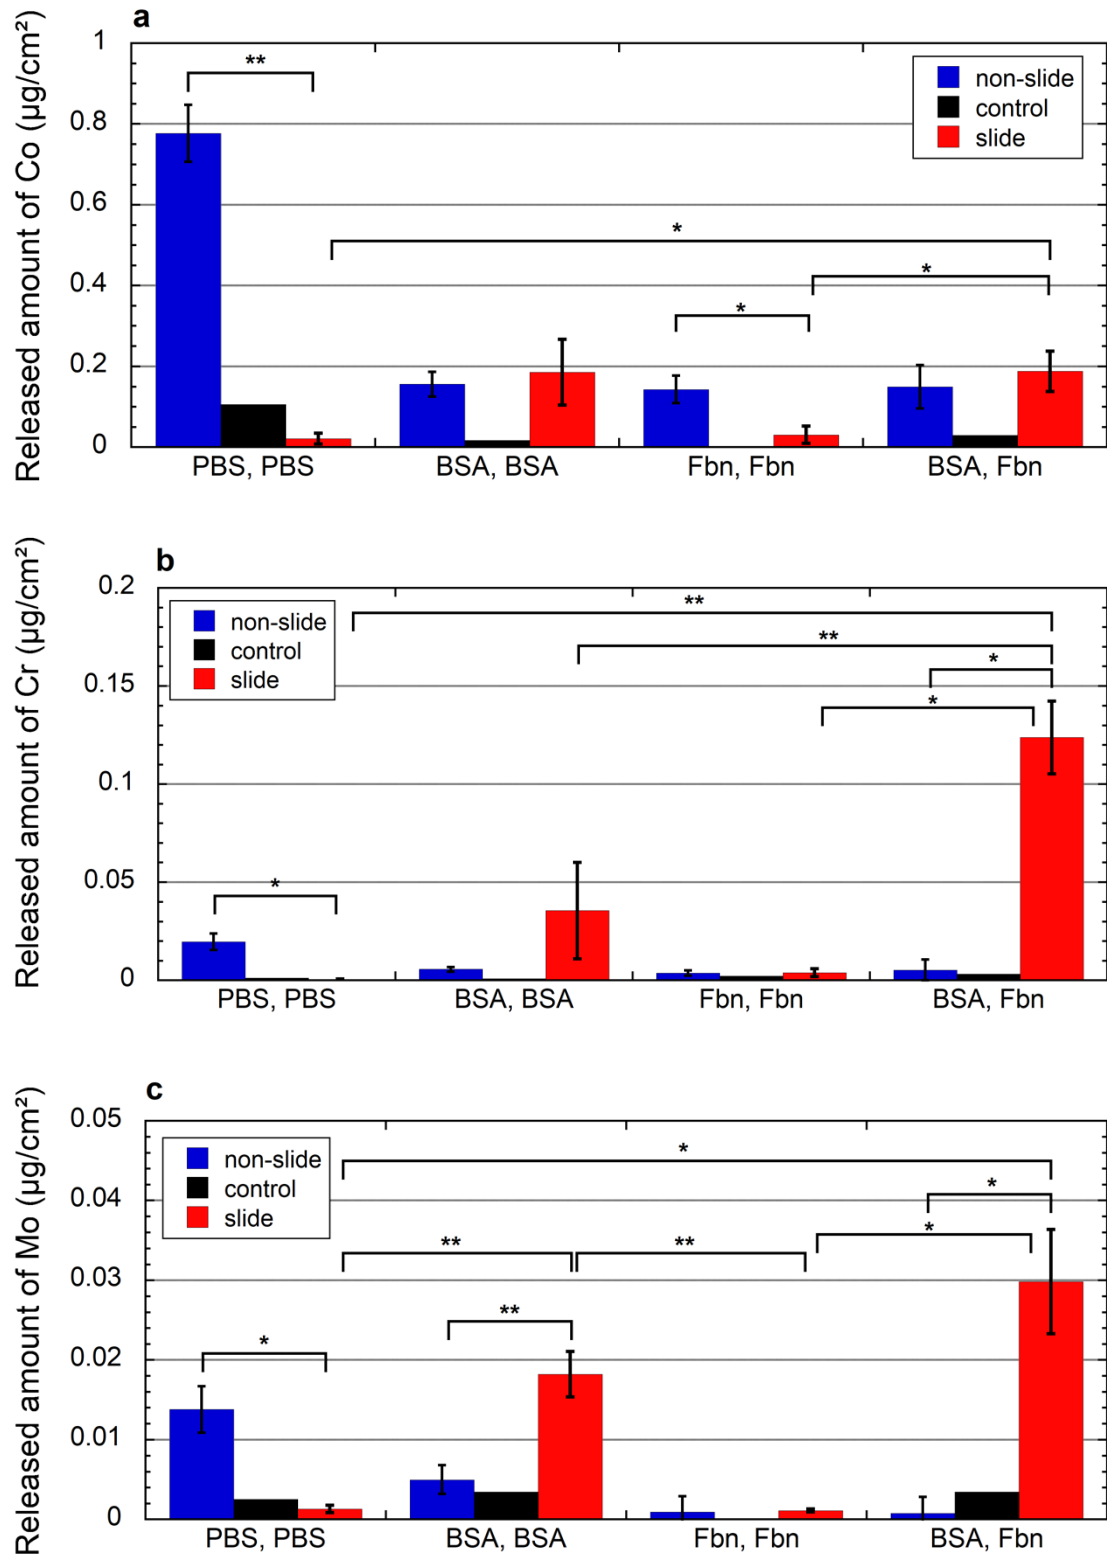 a
Released amount of Co (µg/cm²)
1
0.8
0.6
0.4
0.2
0
non-slide
control
slide
**
*
*
*
PBS, PBS
BSA, BSA
Fbn, Fbn
BSA, Fbn
b
Released amount of Cr (µg/cm²)
0.2
0.15
0.1
0.05
0
non-slide
control
slide
**
**
*
*
*
PBS, PBS
BSA, BSA
Fbn, Fbn
BSA, Fbn
c
Released amount of Mo (µg/cm²)
0.05
0.04
0.03
0.02
0.01
0
non-slide
control
slide
*
*
*
**
**
**
*
PBS, PBS
BSA, BSA
Fbn, Fbn
BSA, Fbn